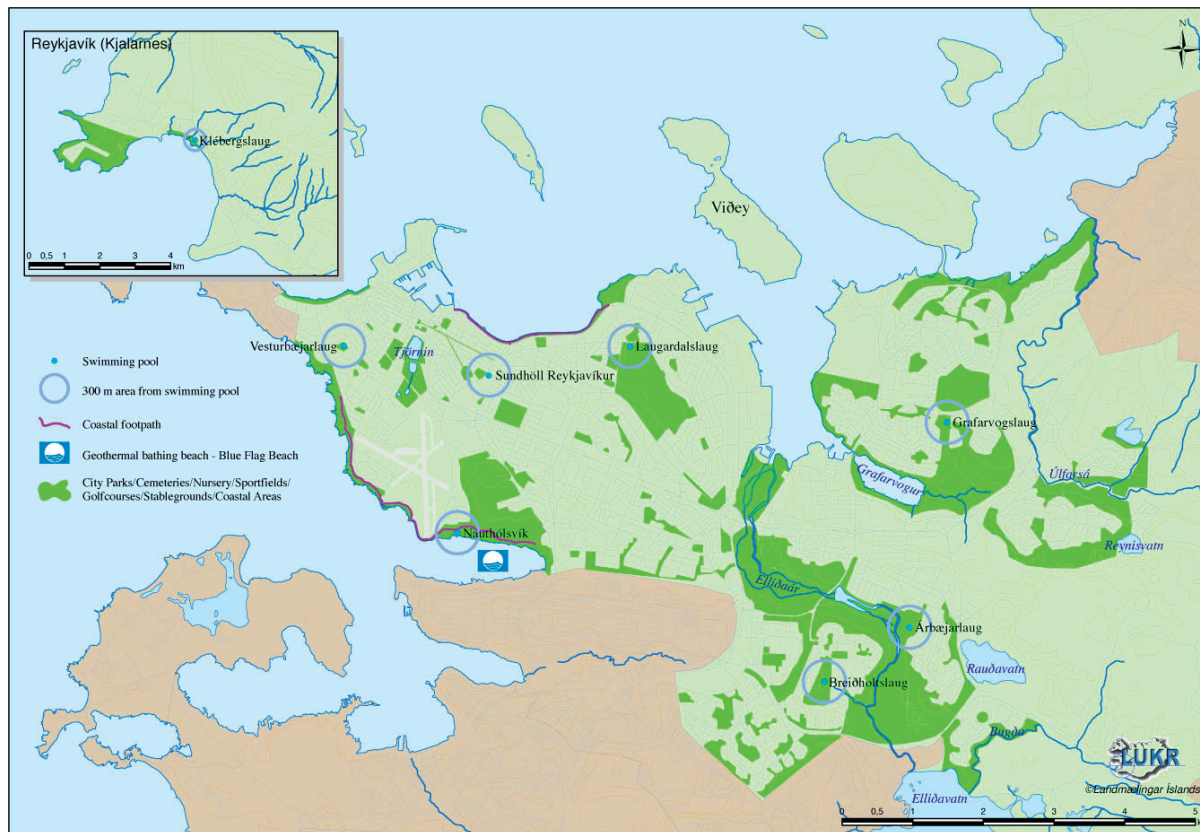 Reykjavík (Kjalarnes)
Klébergslaug
0 0,5 1 2 3 4
km
N
Viðey
Vesturbæjarlaug
Tjörnin
Laugardalslaug
Sundhöll Reykjavíkur
Swimming pool
300 m area from swimming pool
Coastal footpath
Geothermal bathing beach - Blue Flag Beach
City Parks/Cemeteries/Nursery/Sportfields/
Golfcourses/Stablegrounds/Coastal Areas
Grafarvogslaug
Grafarvogur
Úlfarsá
Reynisvatn
Nauthólsvík
Elliðaár
Árbæjarlaug
Rauðavatn
Breiðholtslaug
Bugða
LUKR
©Landmælingar Íslands
Elliðavatn
0 0,5 1 2 3 4 5